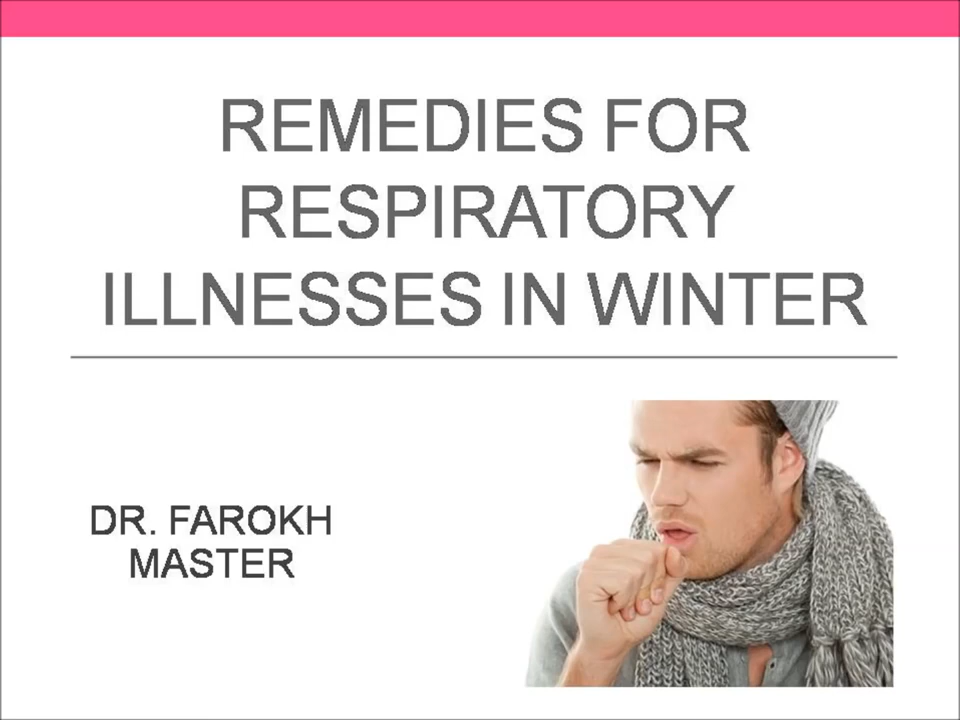 REMEDIES FOR
RESPIRATORY
ILLNESSES IN WINTER
DR. FAROKH
MASTER